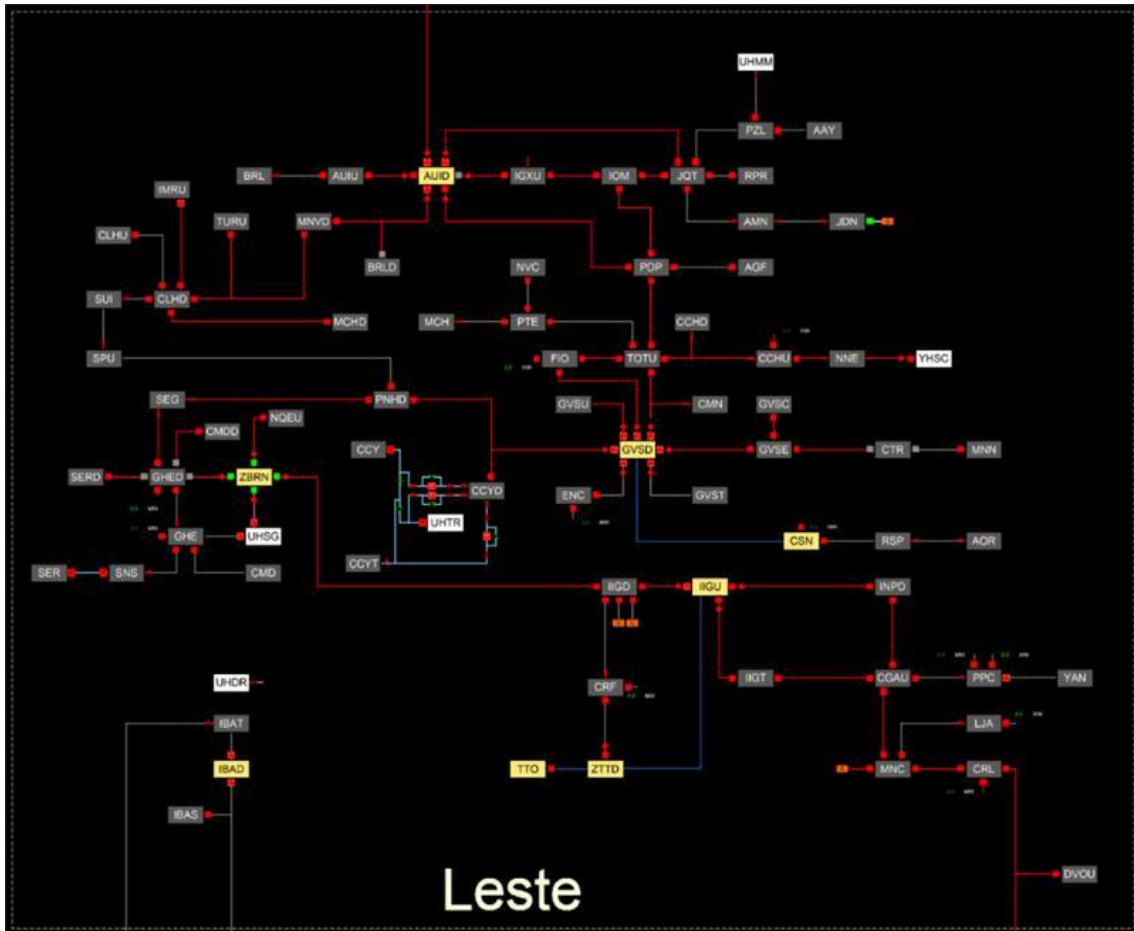 UHMM
PZL AAY
BRL AUIU AUID IGXU IOM JQT RPR
IMRU
TURU MNVD AMN JDN
CLHU
BRLD NVC PDP AGF
SUI CLHD
MCHD MCH PTE CCHD
SPU FIO TOTU CCHU NNE YHSC
SEG PNHD GVSU CMN GVSC
NQEU
CMDD
CCY GVSD GVSE CTR MNN
SERD GHED ZBRN
CCYD ENC GVST
UHTR
GHE UHSG CSN RSP AOR
CCYT
SER SNS CMD
IIGD IIGU INPD
UHDR CRF IIGT CGAU PPC YAN
IBAT LJA
IBAD TTO ZTTD MNC CRL
IBAS
DVOU
Leste